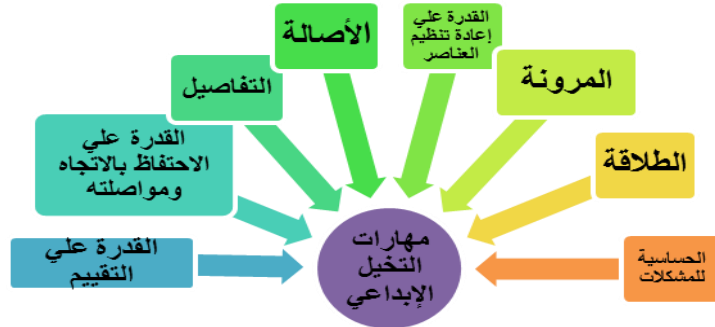 الحساسية
للمشكلات
الطلاقة
المرونة
القدرة علي
إعادة تنظيم
العناصر
الأصالة
التفاصيل
القدرة علي
الاحتفاظ بالاتجاه
ومواصلته
القدرة علي
التقييم
مهارات
التخيل
الإبداعي